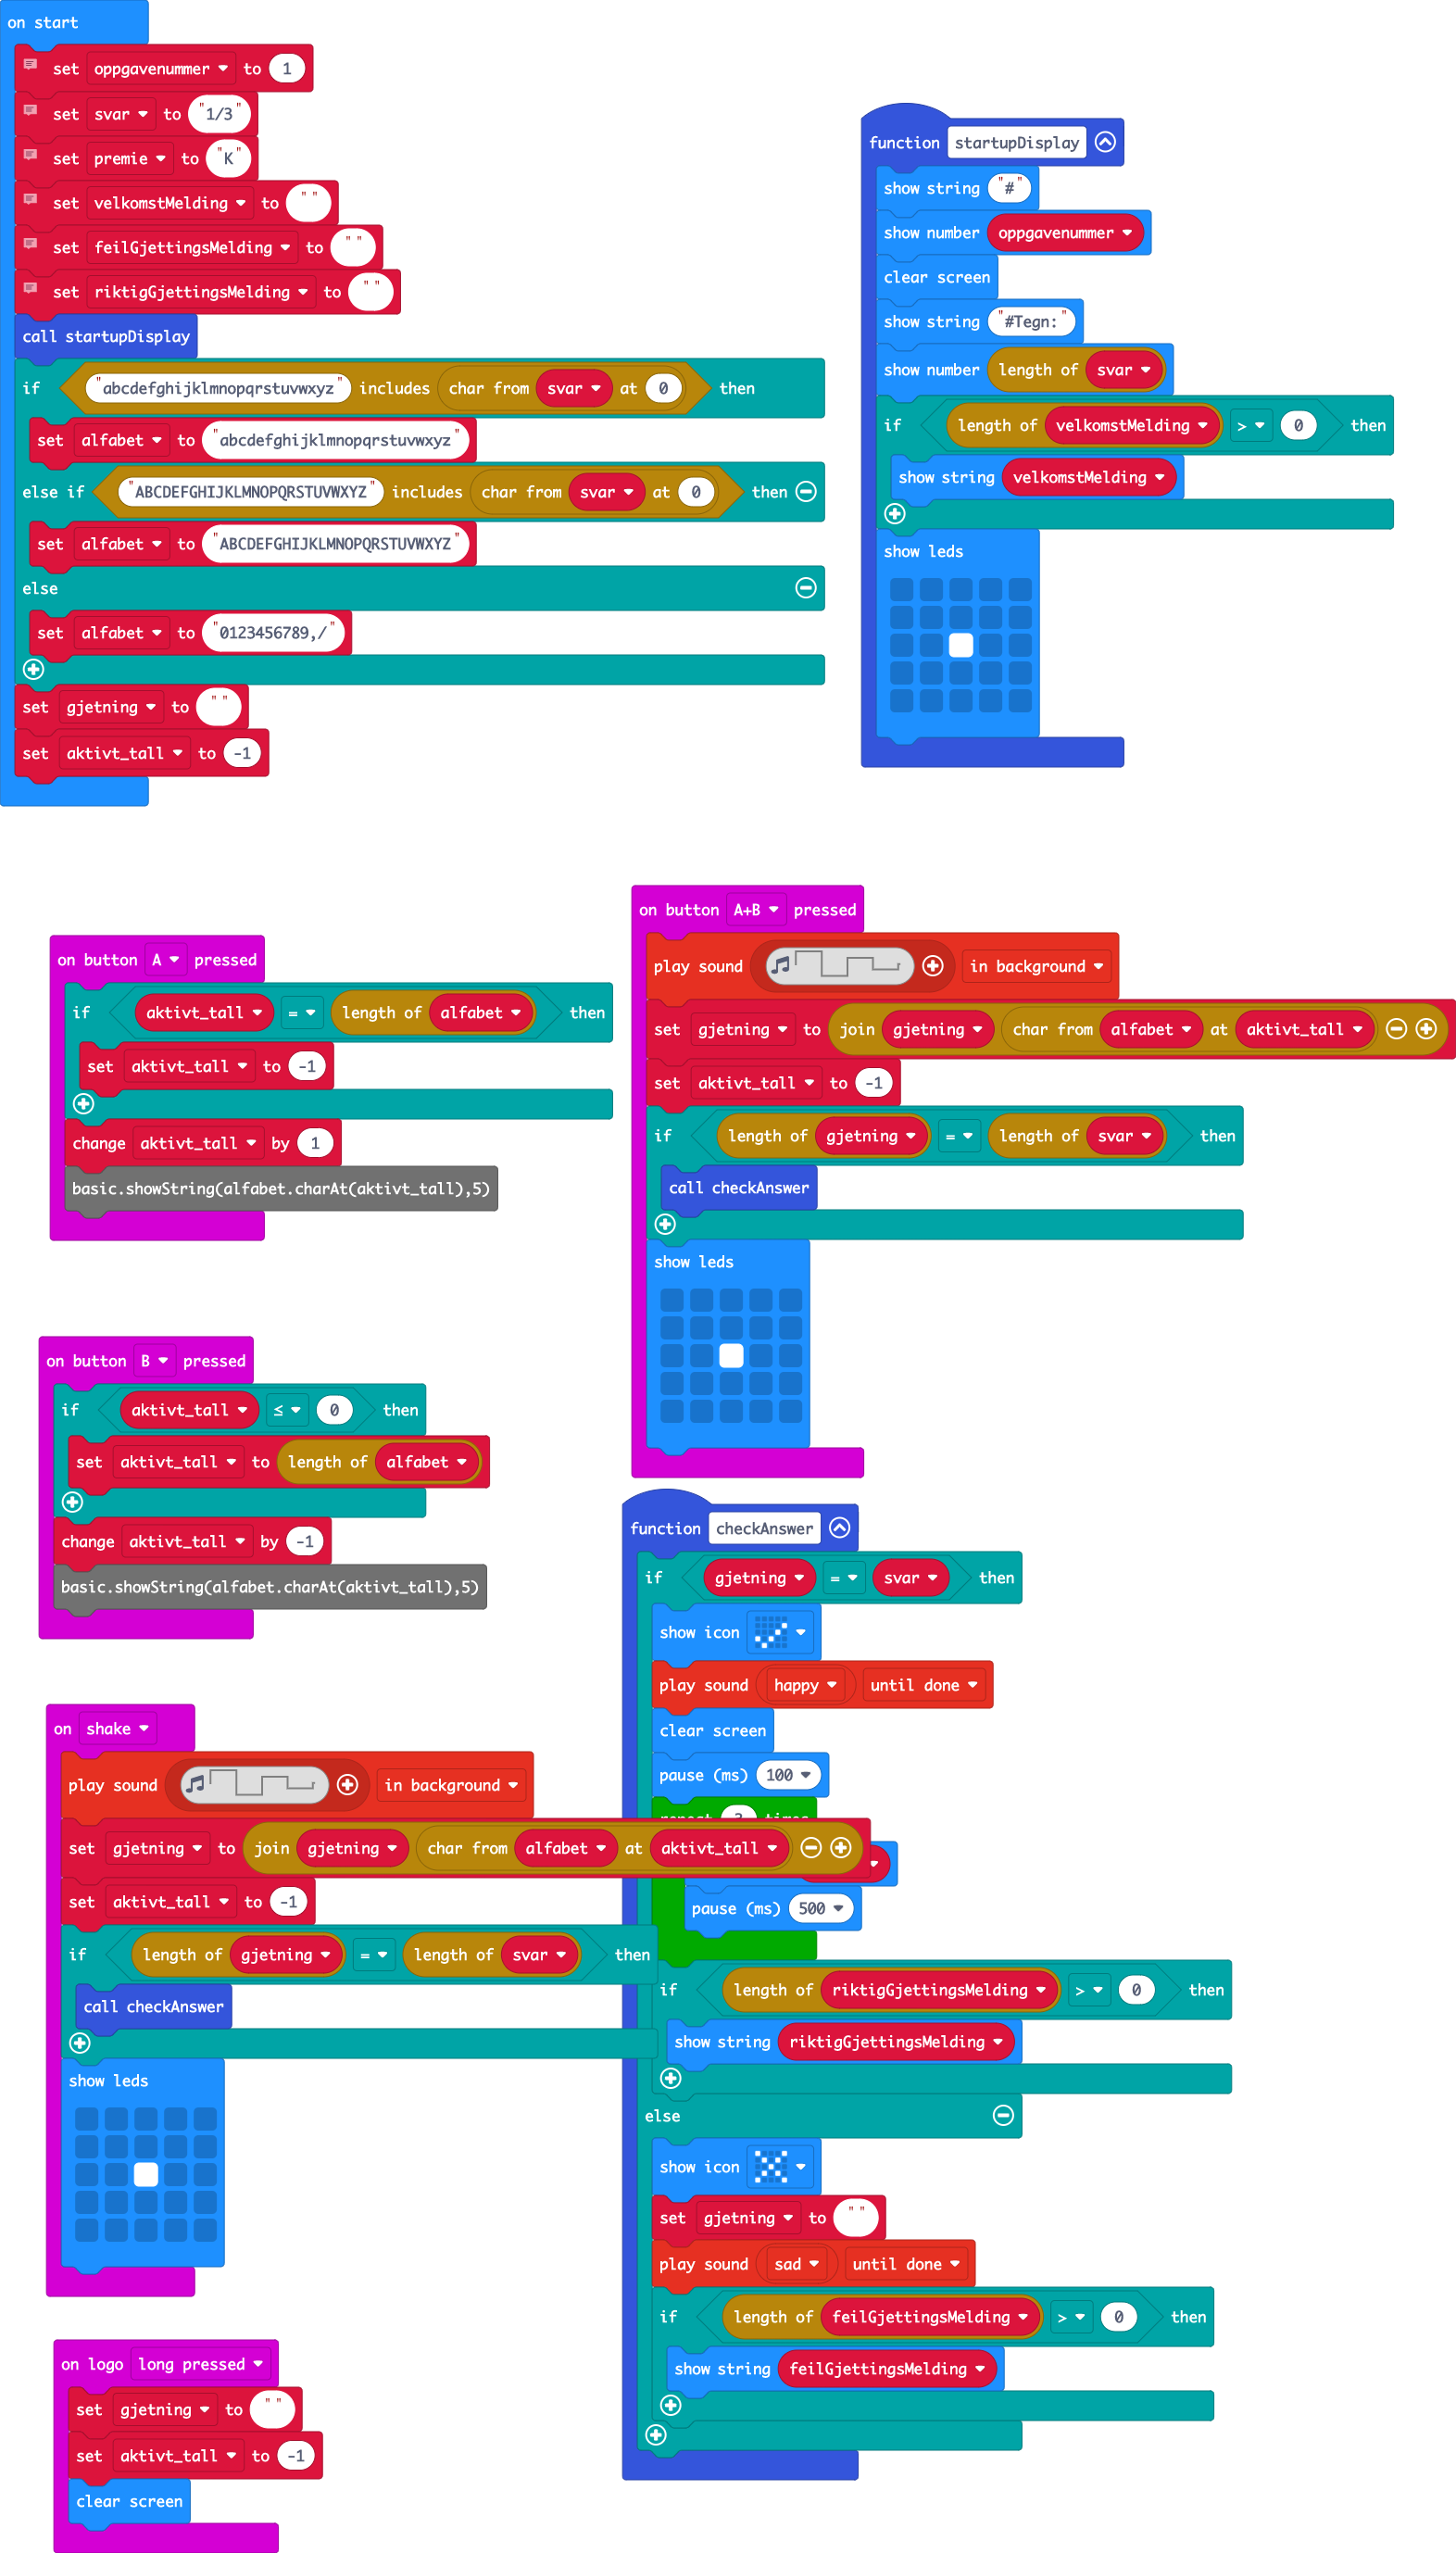 on start
set oppgavenummer to 1
set svar to "1/3"
set premie to "K"
set velkomstMelding to ""
set feilGjettingsMelding to ""
set riktigGjettingsMelding to ""
call startupDisplay
if "abcdefghijklmnopqrstuvwxyz" includes char from svar at 0 then
set alfabet to "abcdefghijklmnopqrstuvwxyz"
else if "ABCDEFGHIJKLMNOPQRSTUVWXYZ" includes char from svar at 0 then
set alfabet to "ABCDEFGHIJKLMNOPQRSTUVWXYZ"
else
set alfabet to "0123456789,/"
set gjetning to ""
set aktivt_tall to -1
function startupDisplay
show string "#"
show number oppgavenummer
clear screen
show string "#Tegn:"
show number length of svar
if length of velkomstMelding > 0 then
show string velkomstMelding
show leds
on button A pressed
if aktivt_tall = length of alfabet then
set aktivt_tall to -1
change aktivt_tall by 1
basic.showString(alfabet.charAt(aktivt_tall),5)
on button B pressed
if aktivt_tall ≤ 0 then
set aktivt_tall to length of alfabet
change aktivt_tall by -1
basic.showString(alfabet.charAt(aktivt_tall),5)
on button A+B pressed
play sound in background
set gjetning to join gjetning char from alfabet at aktivt_tall
set aktivt_tall to -1
if length of gjetning = length of svar then
call checkAnswer
show leds
on shake
play sound in background
set gjetning to join gjetning char from alfabet at aktivt_tall
set aktivt_tall to -1
if length of gjetning = length of svar then
call checkAnswer
show leds
on logo long pressed
set gjetning to ""
set aktivt_tall to -1
clear screen
function checkAnswer
if gjetning = svar then
show icon
play sound happy until done
clear screen
pause (ms) 100
repeat times
pause (ms) 500
if length of riktigGjettingsMelding > 0 then
show string riktigGjettingsMelding
else
show icon
set gjetning to ""
play sound sad until done
if length of feilGjettingsMelding > 0 then
show string feilGjettingsMelding